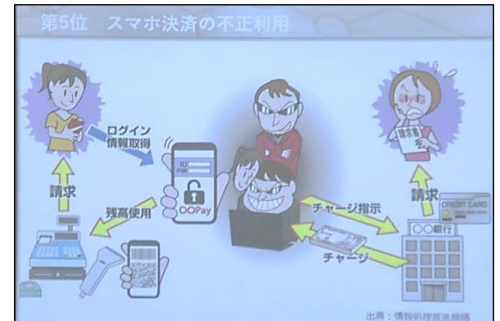 第5位 スマホ決済の不正利用
ログイン
情報取得
ID
PW
OOPay
請求
残高使用
チャージ指示
チャージ
請求書
請求
CREDIT CARD
〇〇銀行
出典：情報処理推進機構